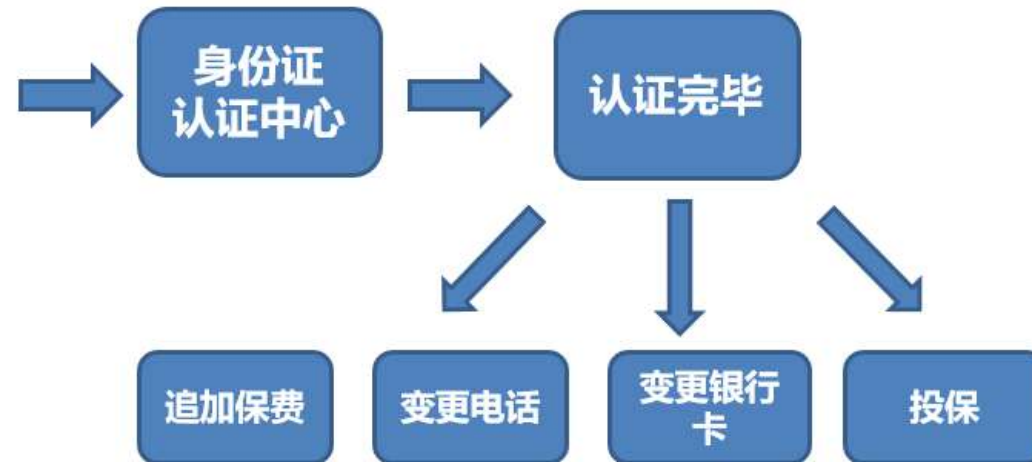 身份证
认证中心
认证完毕
追加保费
变更电话
变更银行
卡
投保